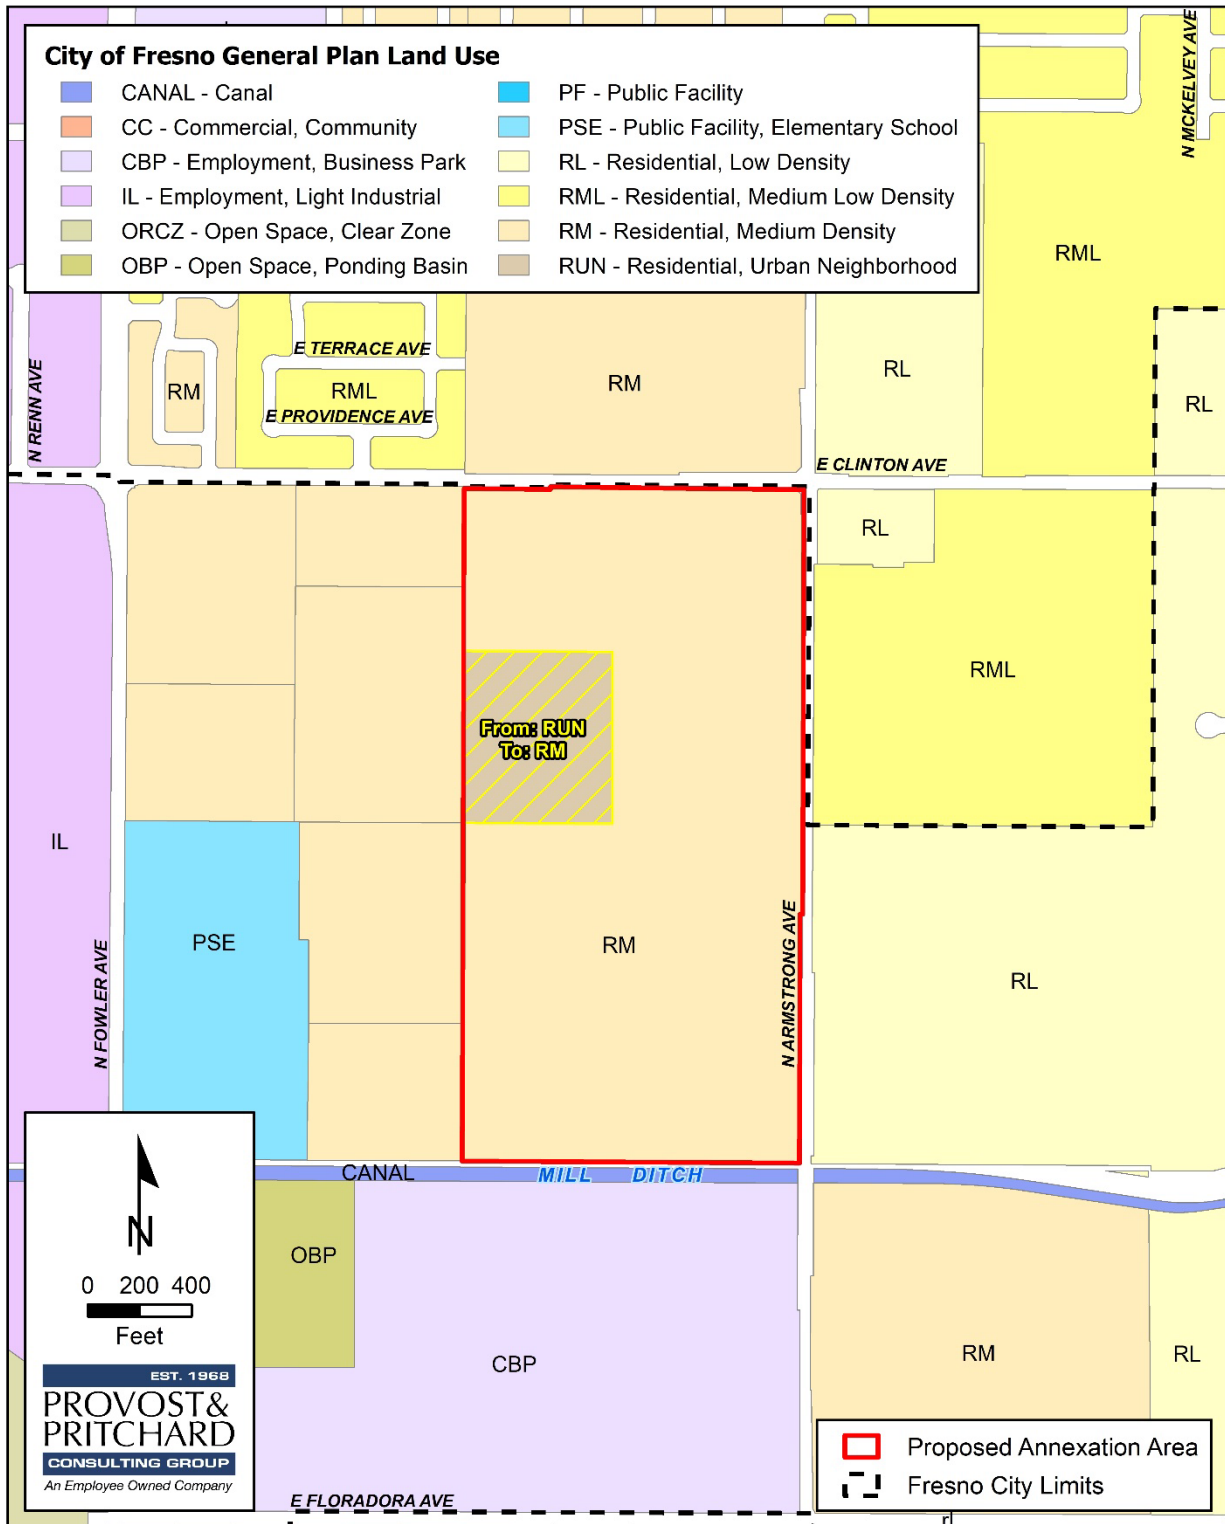 City of Fresno General Plan Land Use
CANAL - Canal
CC - Commercial, Community
CBP - Employment, Business Park
IL - Employment, Light Industrial
ORCZ - Open Space, Clear Zone
OBP - Open Space, Ponding Basin
PF - Public Facility
PSE - Public Facility, Elementary School
RL - Residential, Low Density
RML - Residential, Medium Low Density
RM - Residential, Medium Density
RUN - Residential, Urban Neighborhood
N MCKELVEY AVE
RML
N RENN AVE
E TERRACE AVE
RM
RML
E PROVIDENCE AVE
RM
RL
RL
E CLINTON AVE
RL
RML
From: RUN
To: RM
IL
PSE
RM
RL
N FOWLER AVE
N ARMSTRONG AVE
CANAL
MILL DITCH
OBP
CBP
RM
RL
N
0 200 400
Feet
EST. 1968
PROVOST&
PRITCHARD
CONSULTING GROUP
An Employee Owned Company
E FLORADORA AVE
Proposed Annexation Area
Fresno City Limits